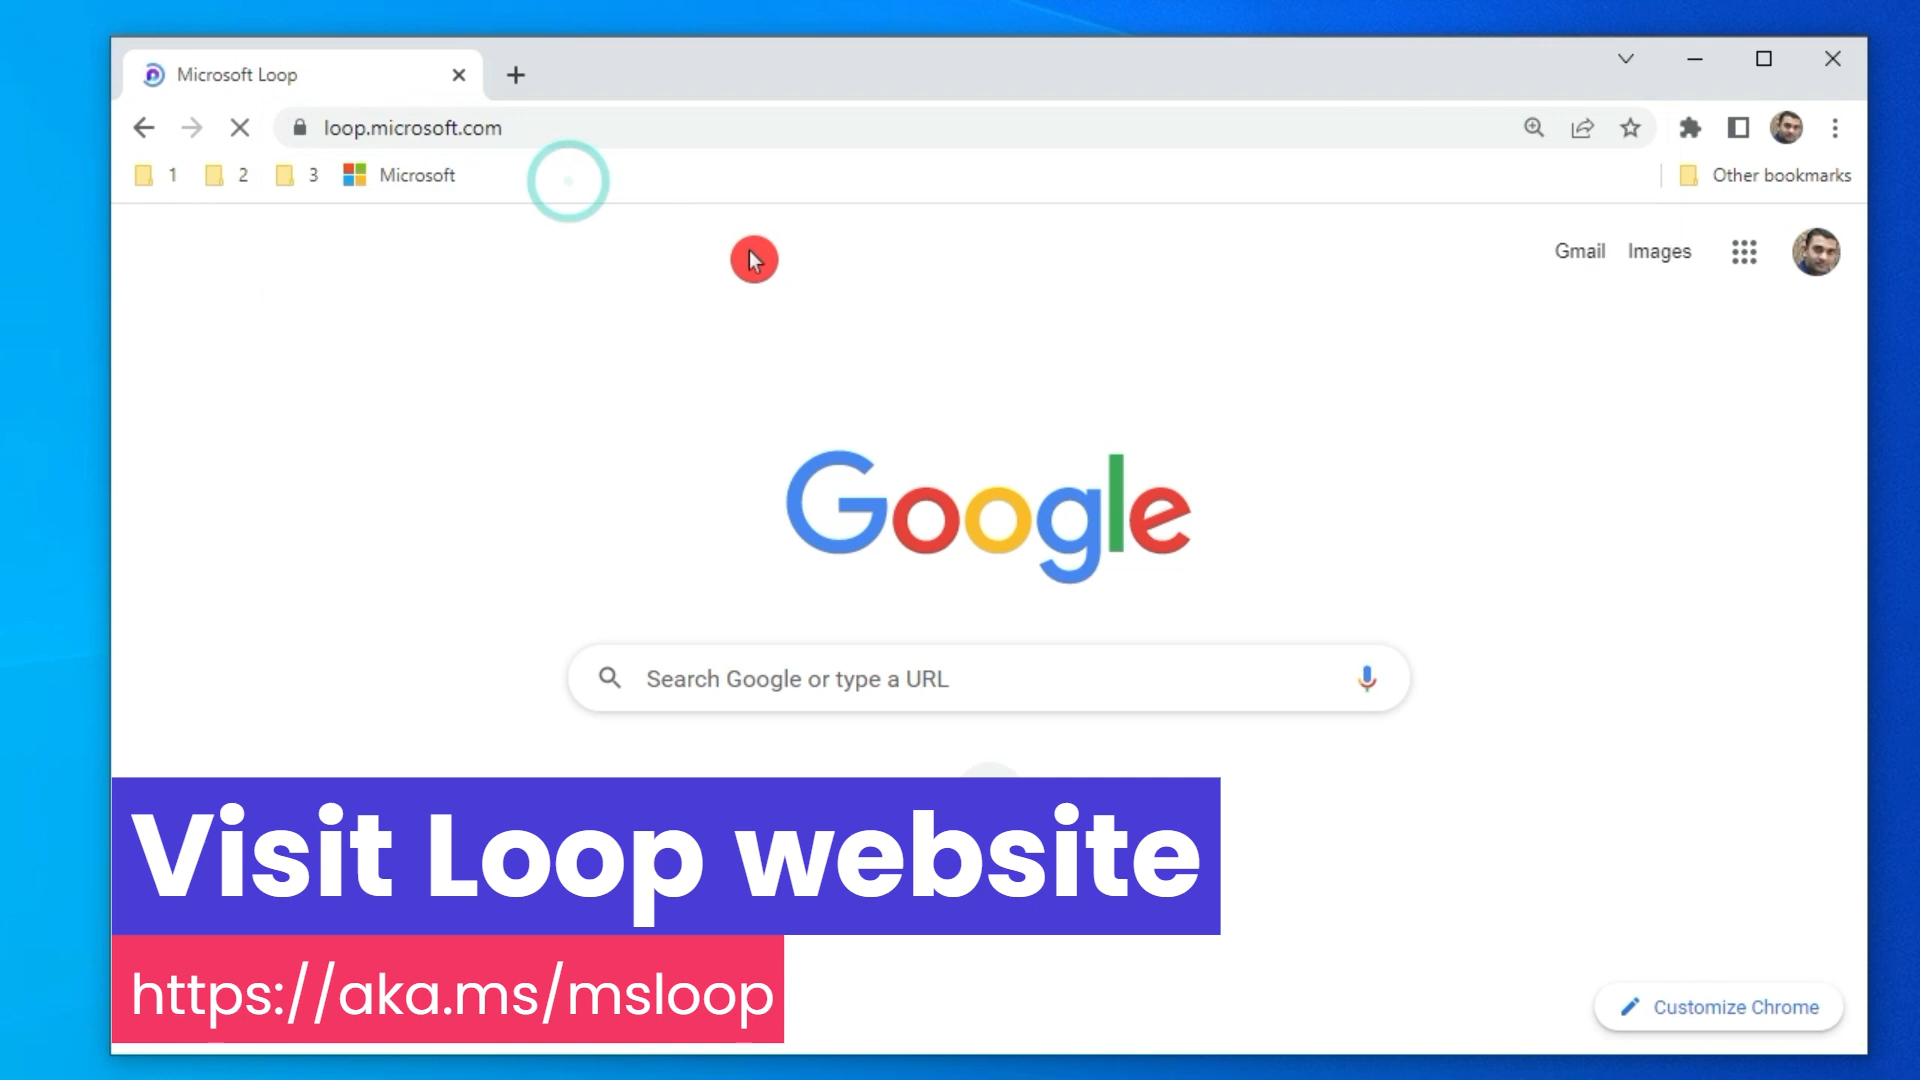 Microsoft Loop
loop.microsoft.com
1 2 3 Microsoft Other bookmarks
Gmail Images
Google
Search Google or type a URL
Visit Loop website
https://aka.ms/msloop
Customize Chrome